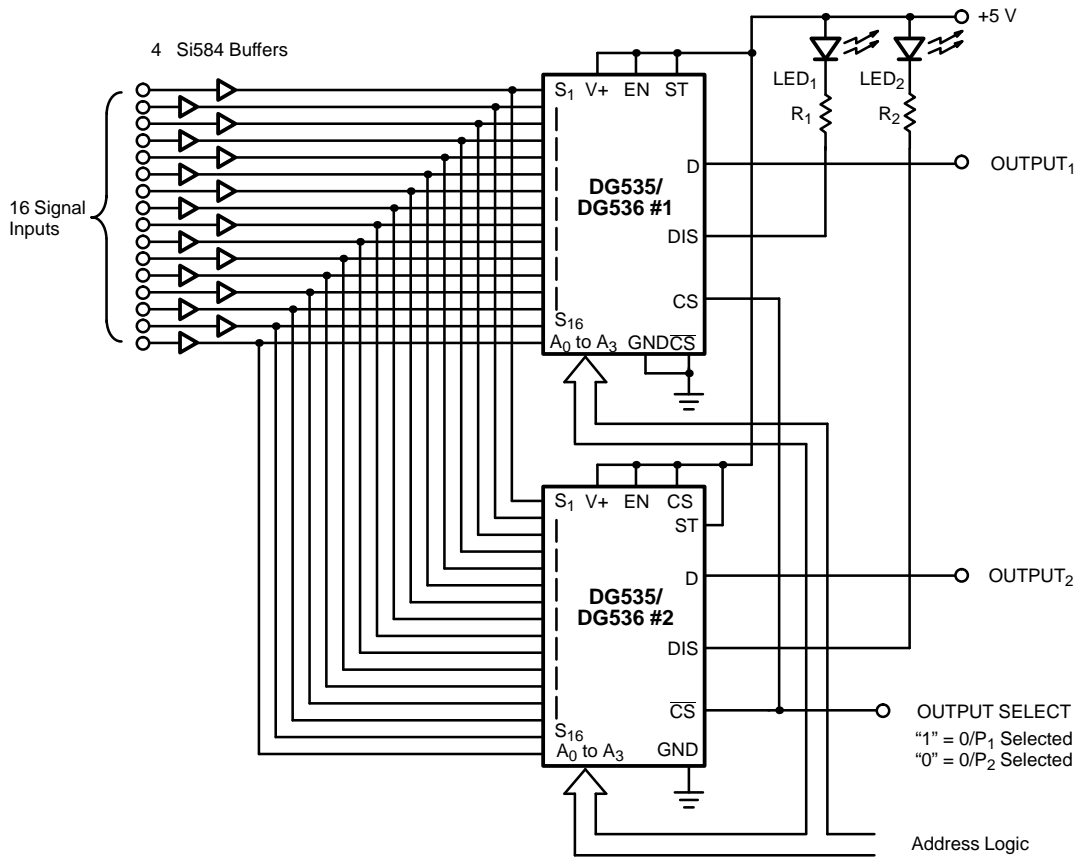 4 Si584 Buffers
16 Signal
Inputs
S1 V+ EN ST
DG535/
DG536 #1
D
DIS
CS
S16
A0 to A3 GND C̅S̅
+5 V
LED1 LED2
R1 R2
OUTPUT1
S1 V+ EN CS
ST
DG535/
DG536 #2
D
DIS
C̅S̅
S16
A0 to A3 GND
OUTPUT2
OUTPUT SELECT
“1” = 0/P1 Selected
“0” = 0/P2 Selected
Address Logic